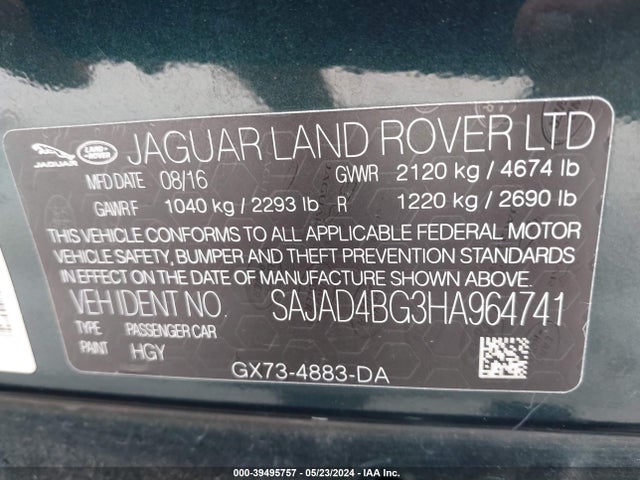 JAGUAR LAND-ROVER JAGUAR LAND ROVER LTD
MFD DATE 08/16 GVWR 2120 kg / 4674 lb
GAWR F 1040 kg / 2293 lb R 1220 kg / 2690 lb
THIS VEHICLE CONFORMS TO ALL APPLICABLE FEDERAL MOTOR
VEHICLE SAFETY, BUMPER AND THEFT PREVENTION STANDARDS
IN EFFECT ON THE DATE OF MANUFACTURE SHOWN ABOVE.
VEH IDENT NO. SAJAD4BG3HA964741
TYPE PASSENGER CAR
PAINT HGY
GX73-4883-DA
000-39495757 - 05/23/2024 - IAA Inc.